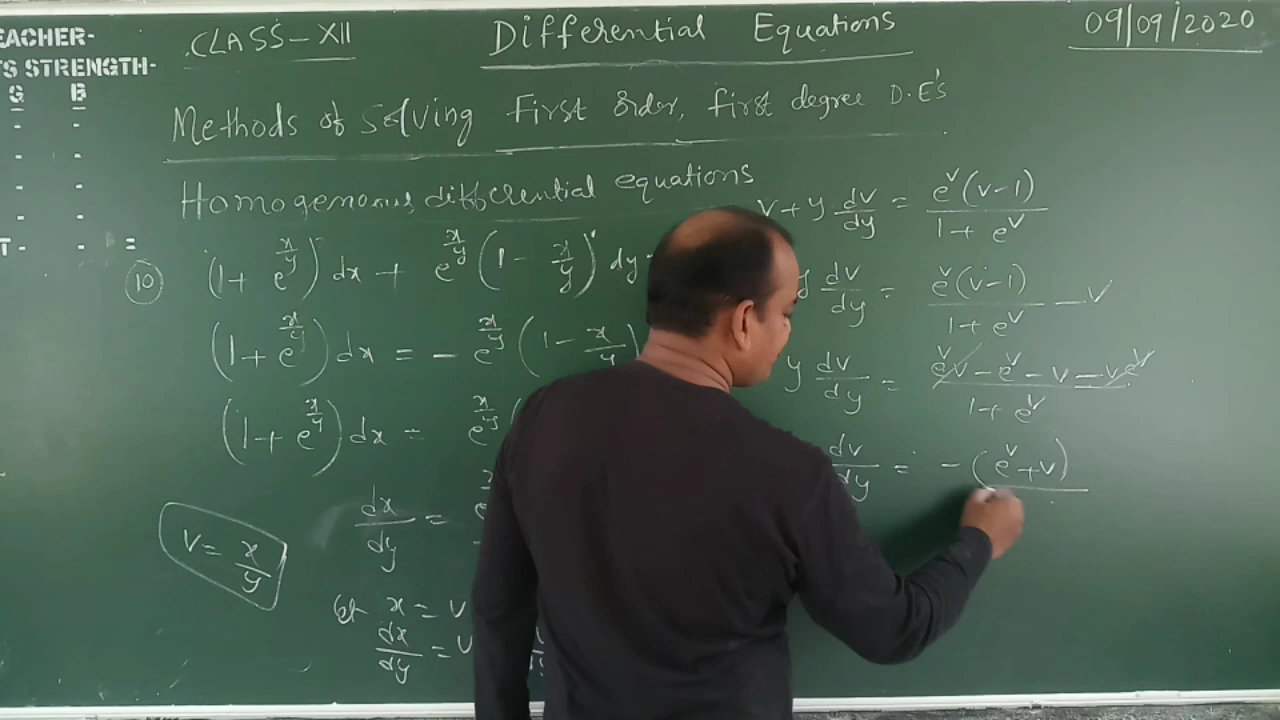 EACHER-
TS STRENGTH-
G B
- -
- -
- -
- -
T - - =
CLASS-XII
Differential Equations
09/09/2020
Methods of Solving First order, first degree D.E's
Homogenous differential equations
(10) (1+ e^{x/y}) dx + e^{x/y} (1 - x/y) dy
(1+ e^{x/y}) dx = - e^{x/y} (1 - x/y)
(1+ e^{x/y}) dx = e^{x/y} (
dx/dy =
v = x/y
let x = v
dx/dy = v
v + y dv/dy = e^v (v-1) / 1+ e^v
y dv/dy = e^v (v-1) / 1+ e^v - v
y dv/dy = e^v v - e^v - v - v e^v / 1+ e^v
dv/dy = - (e^v + v)